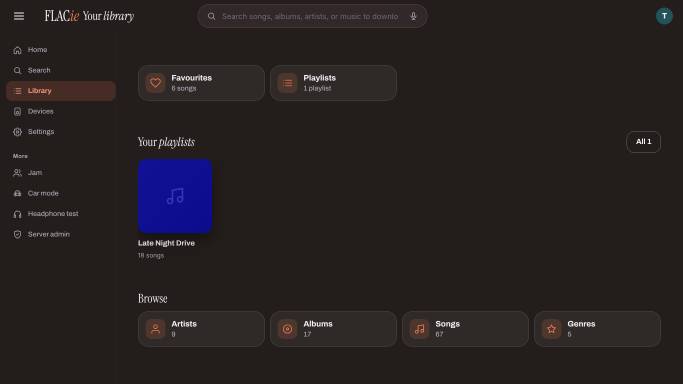 FLACie Your library
Search songs, albums, artists, or music to downlo
T
Home
Search
Library
Devices
Settings
More
Jam
Car mode
Headphone test
Server admin
Favourites
6 songs
Playlists
1 playlist
Your playlists
All 1
Late Night Drive
18 songs
Browse
Artists
9
Albums
17
Songs
67
Genres
5